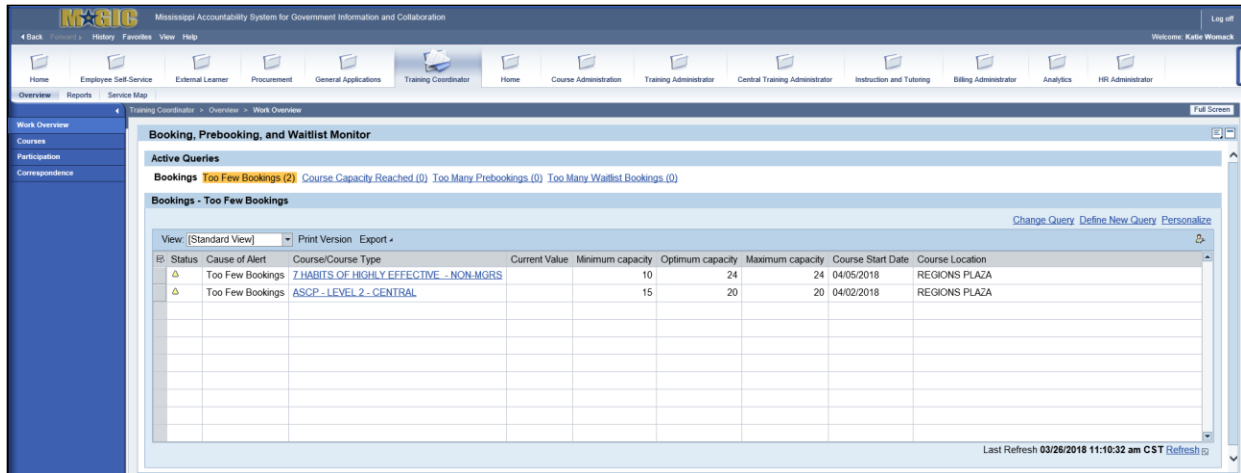 M★GIC Mississippi Accountability System for Government Information and Collaboration Log off
Back Forward History Favorites View Help Welcome: Katie Womack
Home Employee Self-Service External Learner Procurement General Applications Training Coordinator Home Course Administration Training Administrator Central Training Administrator Instruction and Tutoring Billing Administrator Analytics HR Administrator
Overview Reports Service Map
Training Coordinator > Overview > Work Overview Full Screen
Work Overview
Courses
Participation
Correspondence
Booking, Prebooking, and Waitlist Monitor
Active Queries
Bookings Too Few Bookings (2) Course Capacity Reached (0) Too Many Prebookings (0) Too Many Waitlist Bookings (0)
Bookings - Too Few Bookings
Change Query Define New Query Personalize
View: [Standard View] Print Version Export
Status Cause of Alert Course/Course Type Current Value Minimum capacity Optimum capacity Maximum capacity Course Start Date Course Location
Too Few Bookings 7 HABITS OF HIGHLY EFFECTIVE - NON-MGRS 10 24 24 04/05/2018 REGIONS PLAZA
Too Few Bookings ASCP - LEVEL 2 - CENTRAL 15 20 20 04/02/2018 REGIONS PLAZA
Last Refresh 03/26/2018 11:10:32 am CST Refresh